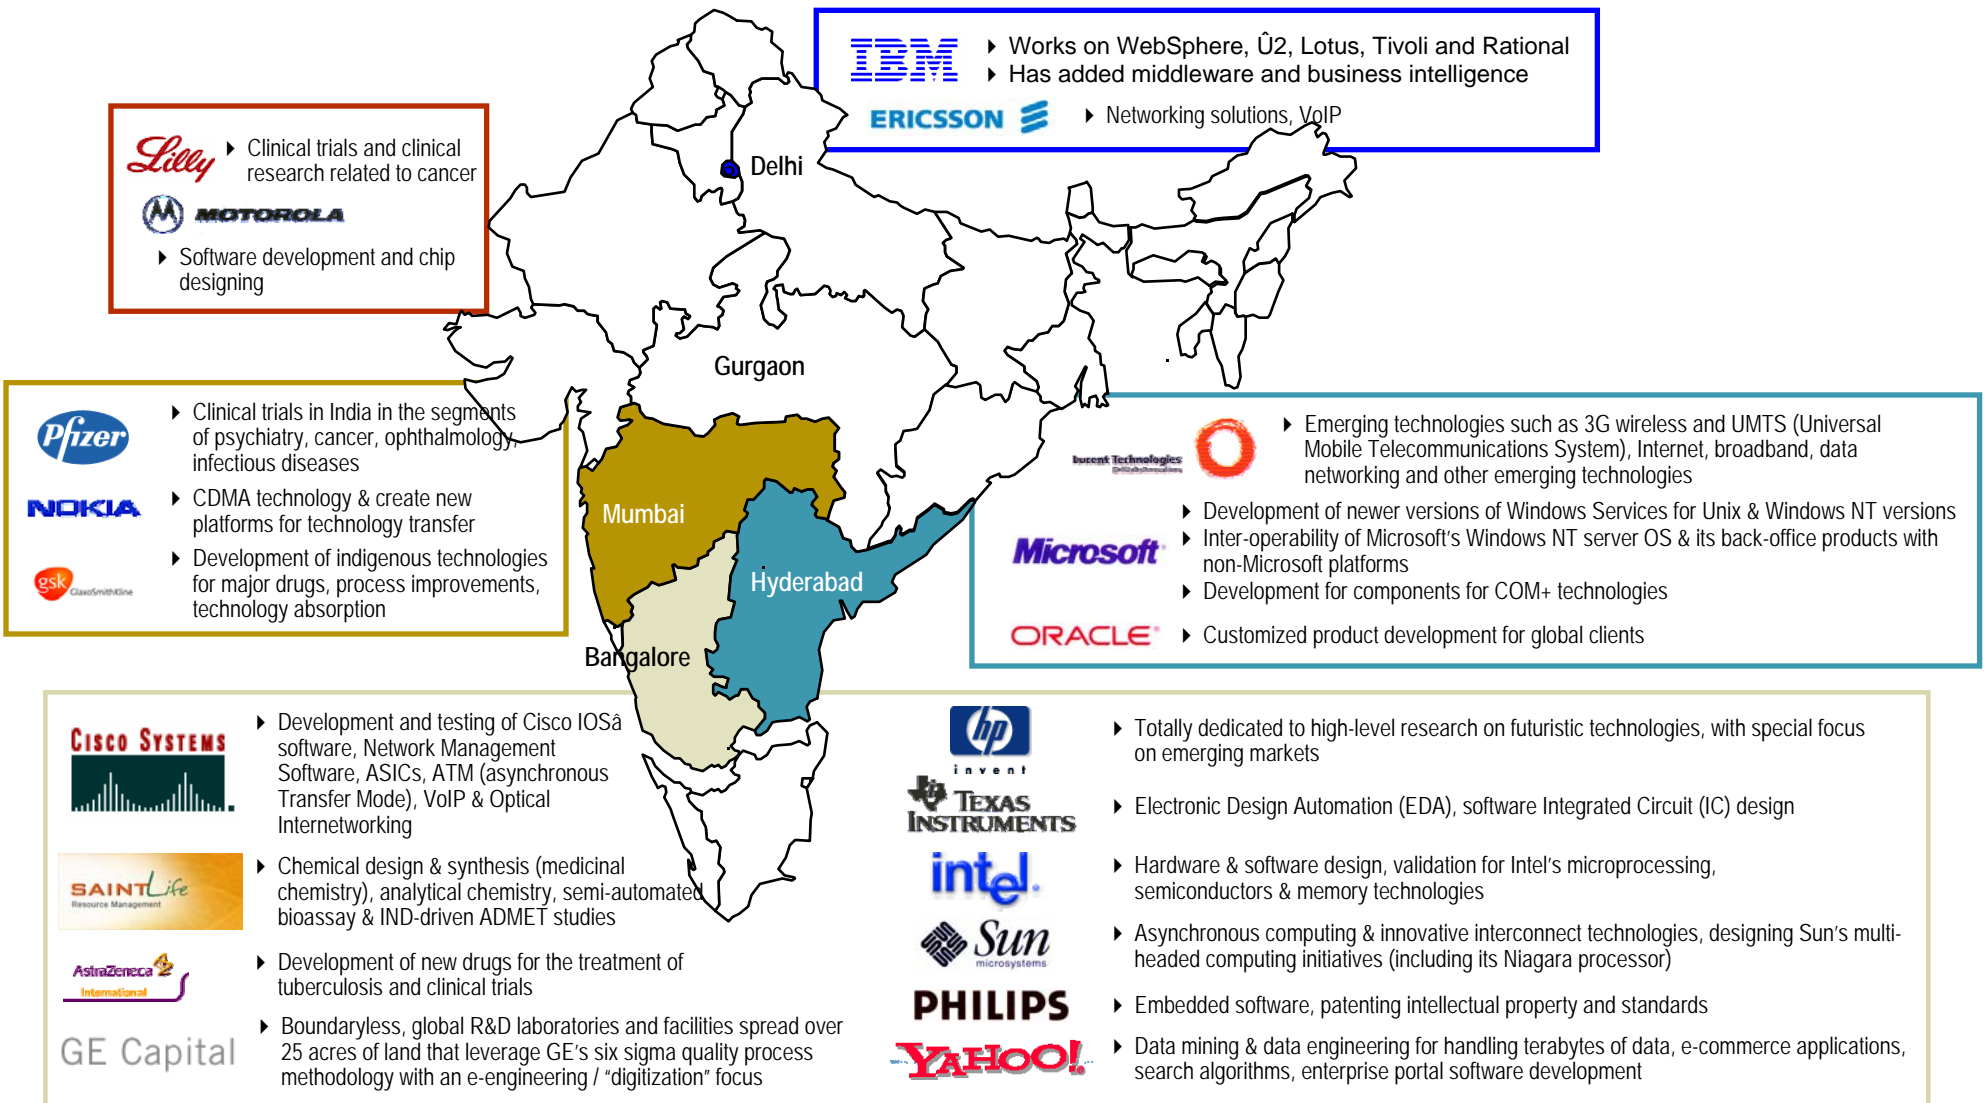 IBM
Works on WebSphere, Û2, Lotus, Tivoli and Rational
Has added middleware and business intelligence
ERICSSON
Networking solutions, VoIP
Lilly
Clinical trials and clinical
research related to cancer
MOTOROLA
Software development and chip
designing
Delhi
Gurgaon
Mumbai
Hyderabad
Bangalore
Pfizer
Clinical trials in India in the segments
of psychiatry, cancer, ophthalmology,
infectious diseases
NOKIA
CDMA technology & create new
platforms for technology transfer
gsk
GlaxoSmithKline
Development of indigenous technologies
for major drugs, process improvements,
technology absorption
Lucent Technologies
Emerging technologies such as 3G wireless and UMTS (Universal
Mobile Telecommunications System), Internet, broadband, data
networking and other emerging technologies
Microsoft
Development of newer versions of Windows Services for Unix & Windows NT versions
Inter-operability of Microsoft's Windows NT server OS & its back-office products with
non-Microsoft platforms
Development for components for COM+ technologies
ORACLE
Customized product development for global clients
CISCO SYSTEMS
Development and testing of Cisco IOSâ
software, Network Management
Software, ASICs, ATM (asynchronous
Transfer Mode), VoIP & Optical
Internetworking
SAINTLife
Resource Management
Chemical design & synthesis (medicinal
chemistry), analytical chemistry, semi-automated
bioassay & IND-driven ADMET studies
AstraZeneca
International
Development of new drugs for the treatment of
tuberculosis and clinical trials
GE Capital
Boundaryless, global R&D laboratories and facilities spread over
25 acres of land that leverage GE's six sigma quality process
methodology with an e-engineering / "digitization" focus
hp
invent
Totally dedicated to high-level research on futuristic technologies, with special focus
on emerging markets
TEXAS
INSTRUMENTS
Electronic Design Automation (EDA), software Integrated Circuit (IC) design
intel.
Hardware & software design, validation for Intel's microprocessing,
semiconductors & memory technologies
Sun
microsystems
Asynchronous computing & innovative interconnect technologies, designing Sun's multi-
headed computing initiatives (including its Niagara processor)
PHILIPS
Embedded software, patenting intellectual property and standards
YAHOO!
Data mining & data engineering for handling terabytes of data, e-commerce applications,
search algorithms, enterprise portal software development